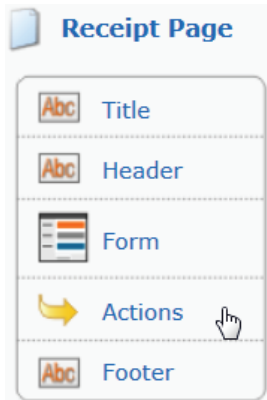 Receipt Page
Abc Title
Abc Header
Form
Actions
Abc Footer